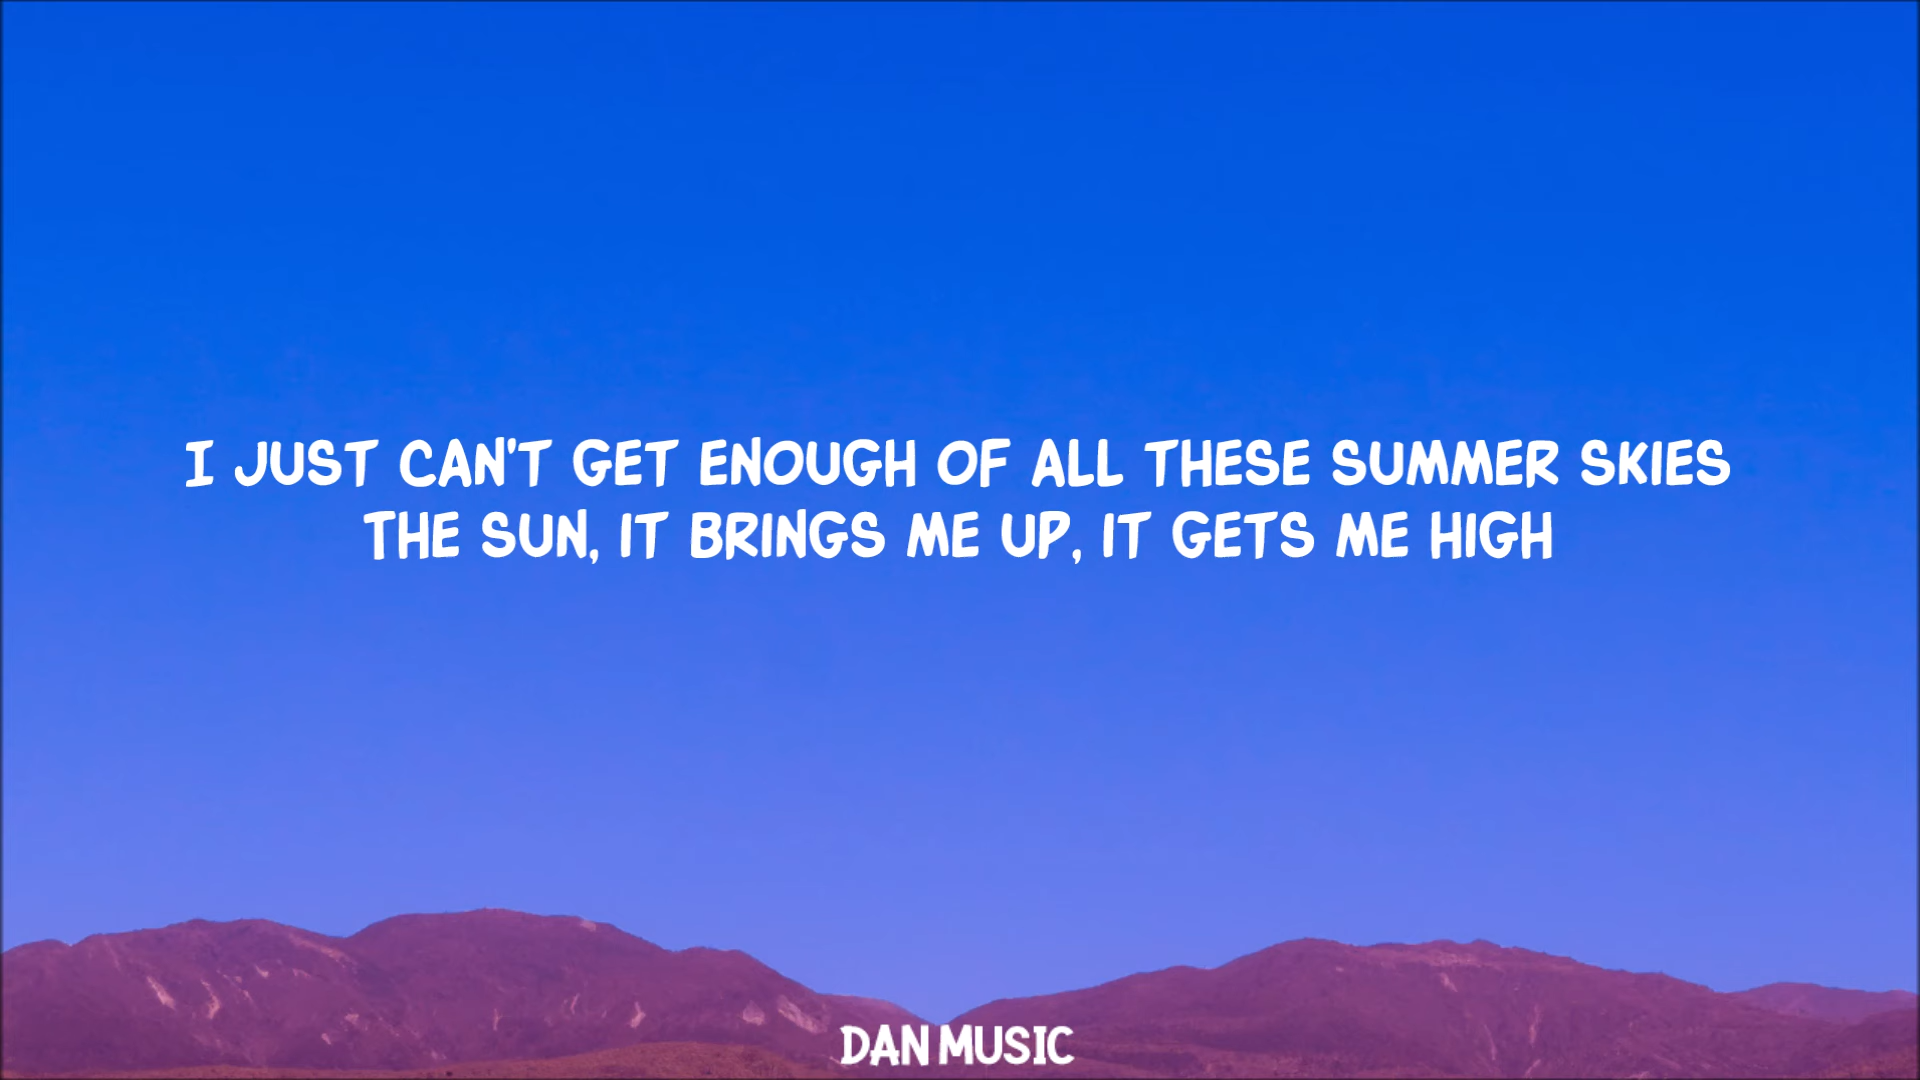 I JUST CAN'T GET ENOUGH OF ALL THESE SUMMER SKIES
THE SUN, IT BRINGS ME UP, IT GETS ME HIGH
DAN MUSIC